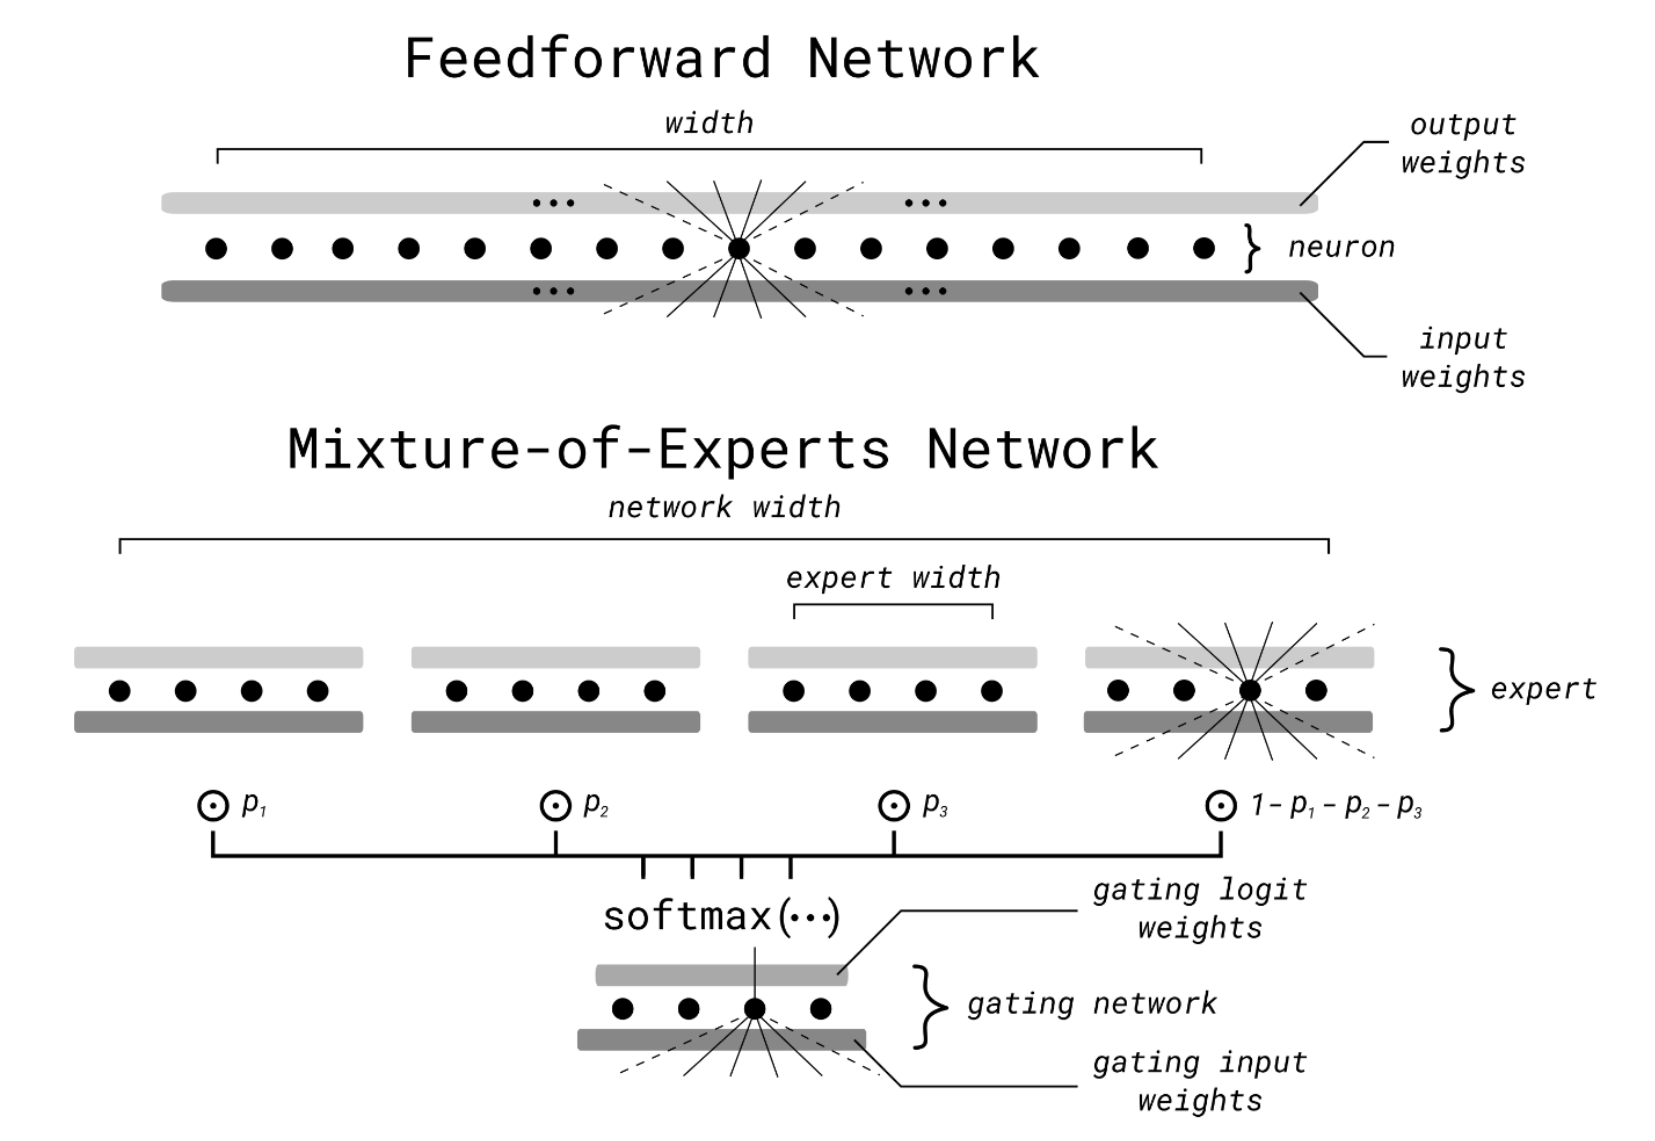 Feedforward Network
width
output
weights
neuron
input
weights
Mixture-of-Experts Network
network width
expert width
expert
p₁
p₂
p₃
1-p₁-p₂-p₃
softmax(⋯)
gating logit
weights
gating network
gating input
weights